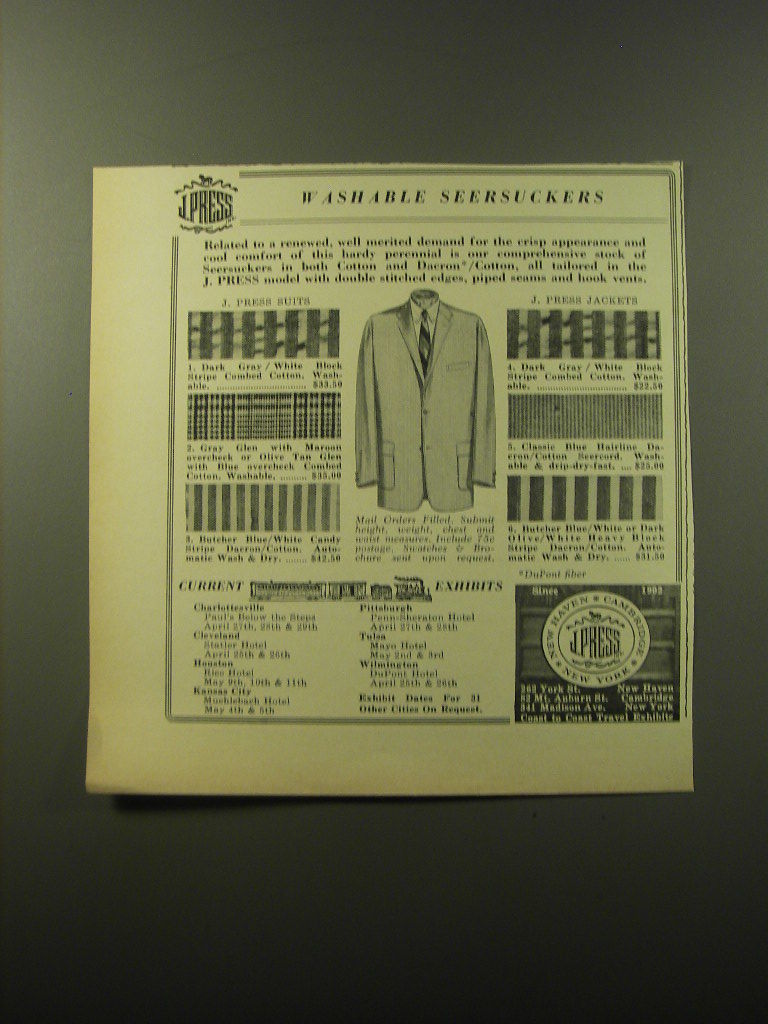 J. PRESS
WASHABLE SEERSUCKERS
Related to a renewed, well merited demand for the crisp appearance and
cool comfort of this hardy perennial is our comprehensive stock of
Seersuckers in both Cotton and Dacron*/Cotton, all tailored in the
J. PRESS model with double stitched edges, piped seams and hook vents.
J. PRESS SUITS
1. Dark Gray/White Block
Stripe Combed Cotton. Wash-
able. .......................... $33.50
2. Gray Glen with Maroon
overcheck or Olive Tan Glen
with Blue overcheck Combed
Cotton. Washable. ......... $35.00
3. Butcher Blue/White Candy
Stripe Dacron/Cotton. Auto-
matic Wash & Dry. ....... $42.50
Mail Orders Filled. Submit
height, weight, chest and
waist measures. Include 75c
postage. Swatches & Bro-
chure sent upon request.
J. PRESS JACKETS
4. Dark Gray/White Block
Stripe Combed Cotton. Wash-
able. .......................... $22.50
5. Classic Blue Hairline Da-
cron/Cotton Seercord. Wash-
able & drip-dry-fast. ... $25.00
6. Butcher Blue/White or Dark
Olive/White Heavy Block
Stripe Dacron/Cotton. Auto-
matic Wash & Dry. ...... $31.50
*DuPont fiber
CURRENT EXHIBITS
Charlottesville
Paul's Below the Steps
April 27th, 28th & 29th
Cleveland
Statler Hotel
April 25th & 26th
Houston
Rice Hotel
May 9th, 10th & 11th
Kansas City
Muehlebach Hotel
May 4th & 5th
Pittsburgh
Penn-Sheraton Hotel
April 27th & 28th
Tulsa
Mayo Hotel
May 2nd & 3rd
Wilmington
DuPont Hotel
April 25th & 26th
Exhibit Dates For 31
Other Cities On Request.
Since 1902
NEW HAVEN * CAMBRIDGE * NEW YORK
J. PRESS
262 York St. New Haven
82 Mt. Auburn St. Cambridge
341 Madison Ave. New York
Coast to Coast Travel Exhibits